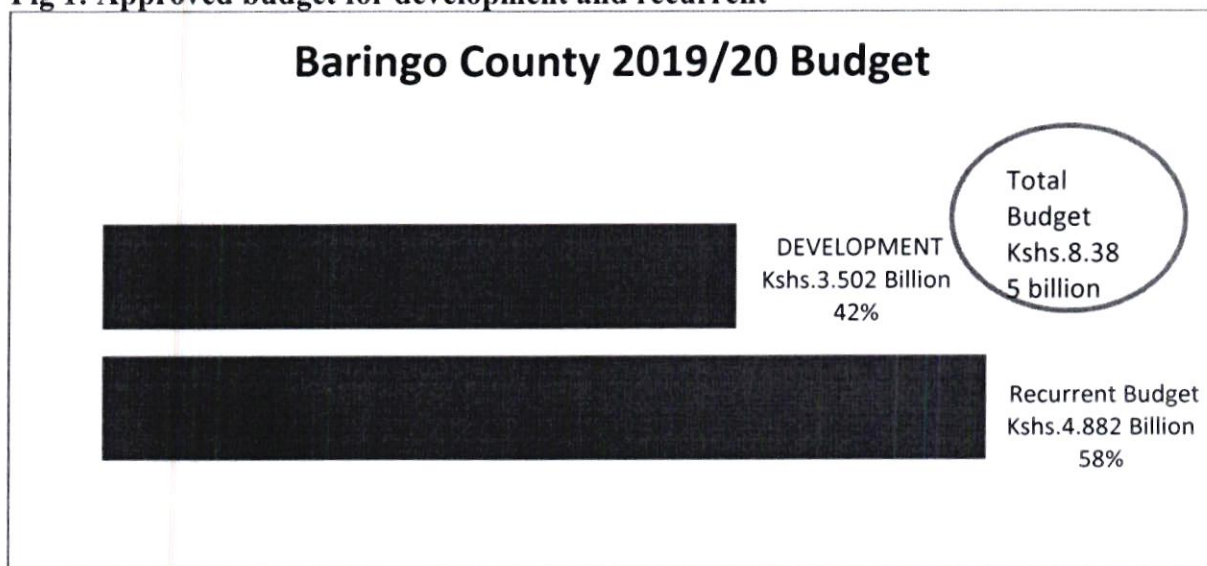 Fig 1: Approved budget for development and recurrent
Baringo County 2019/20 Budget
Total
Budget
Kshs.8.38
5 billion
DEVELOPMENT
Kshs.3.502 Billion
42%
Recurrent Budget
Kshs.4.882 Billion
58%